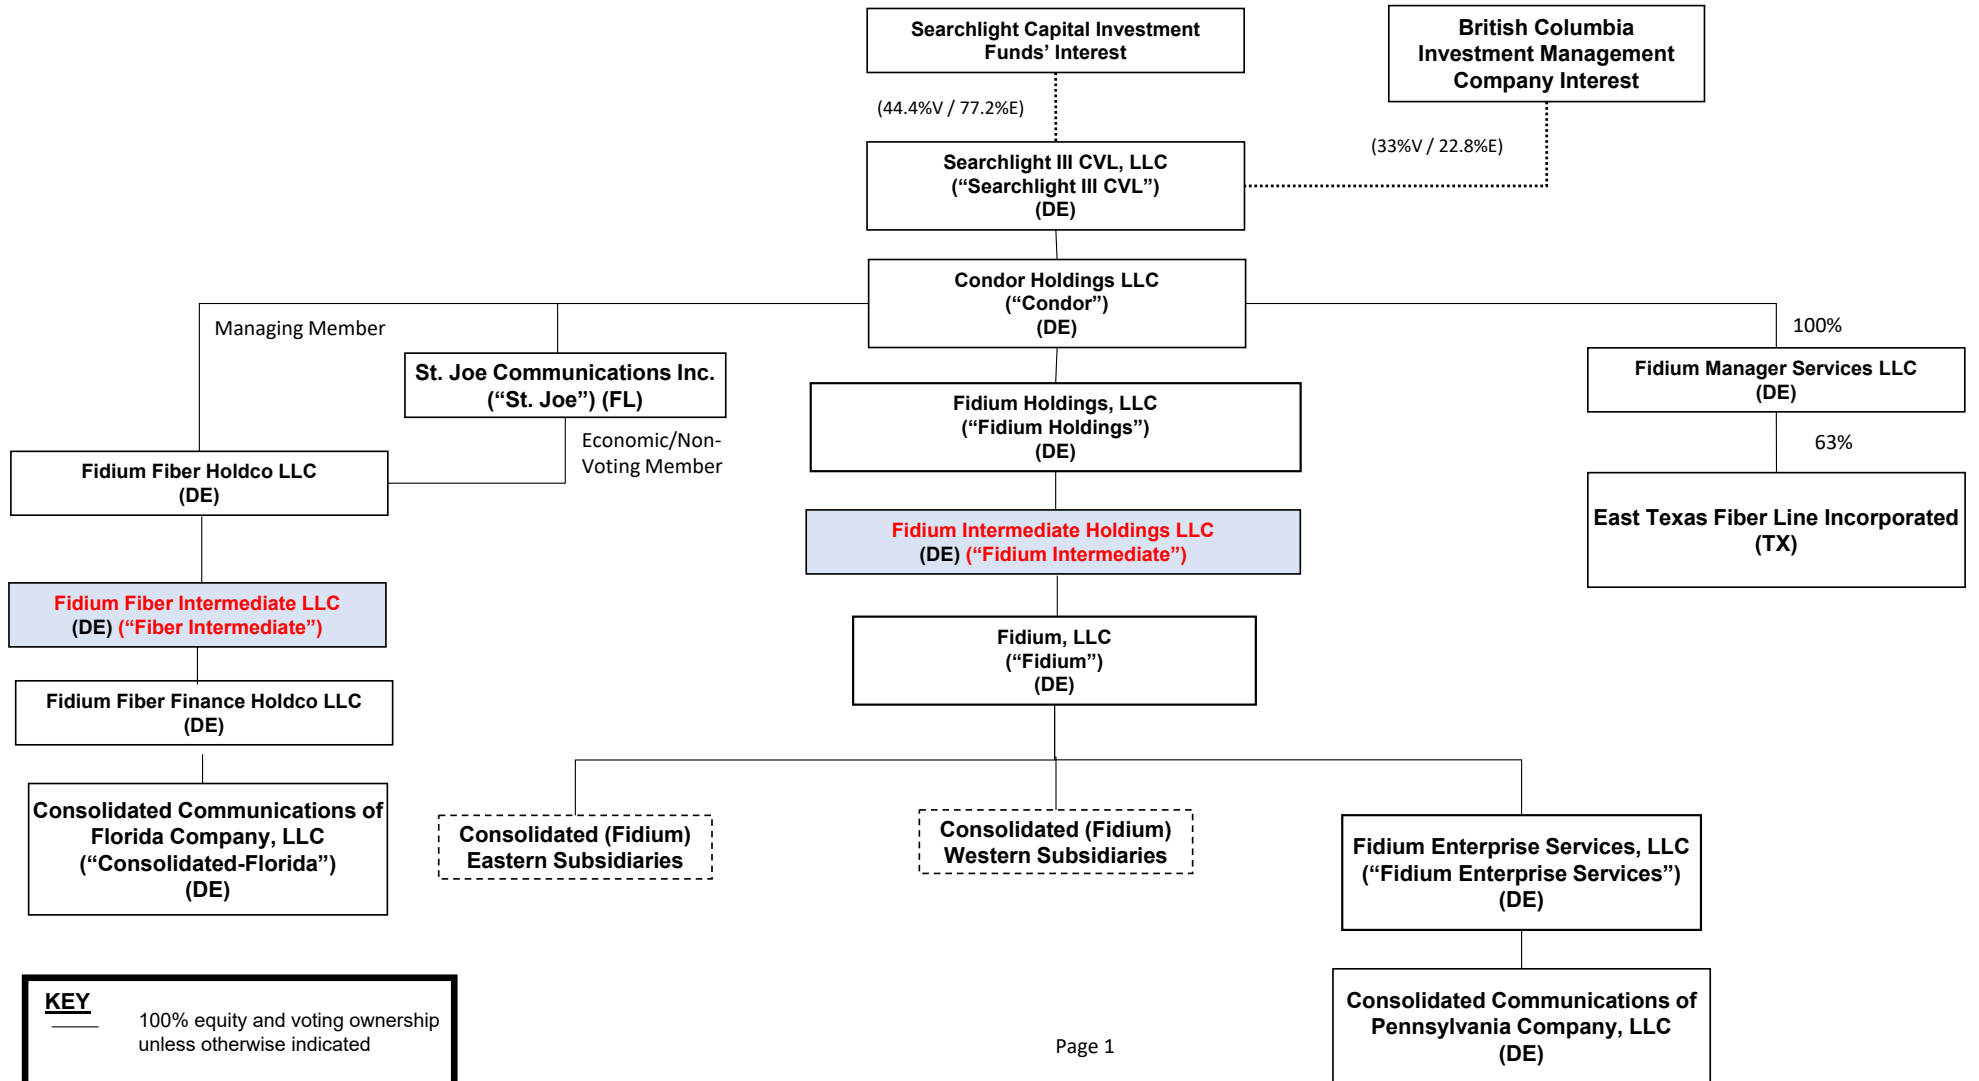 Searchlight Capital Investment
Funds’ Interest
British Columbia
Investment Management
Company Interest
(44.4%V / 77.2%E)
(33%V / 22.8%E)
Searchlight III CVL, LLC
(“Searchlight III CVL”)
(DE)
Condor Holdings LLC
(“Condor”)
(DE)
Managing Member
100%
St. Joe Communications Inc.
(“St. Joe”) (FL)
Fidium Manager Services LLC
(DE)
Fidium Holdings, LLC
(“Fidium Holdings”)
(DE)
Economic/Non-
Voting Member
63%
Fidium Fiber Holdco LLC
(DE)
East Texas Fiber Line Incorporated
(TX)
Fidium Intermediate Holdings LLC
(DE) (“Fidium Intermediate”)
Fidium Fiber Intermediate LLC
(DE) (“Fiber Intermediate”)
Fidium, LLC
(“Fidium”)
(DE)
Fidium Fiber Finance Holdco LLC
(DE)
Consolidated Communications of
Florida Company, LLC
(“Consolidated-Florida”)
(DE)
Consolidated (Fidium)
Eastern Subsidiaries
Consolidated (Fidium)
Western Subsidiaries
Fidium Enterprise Services, LLC
(“Fidium Enterprise Services”)
(DE)
Consolidated Communications of
Pennsylvania Company, LLC
(DE)
KEY
100% equity and voting ownership
unless otherwise indicated
Page 1